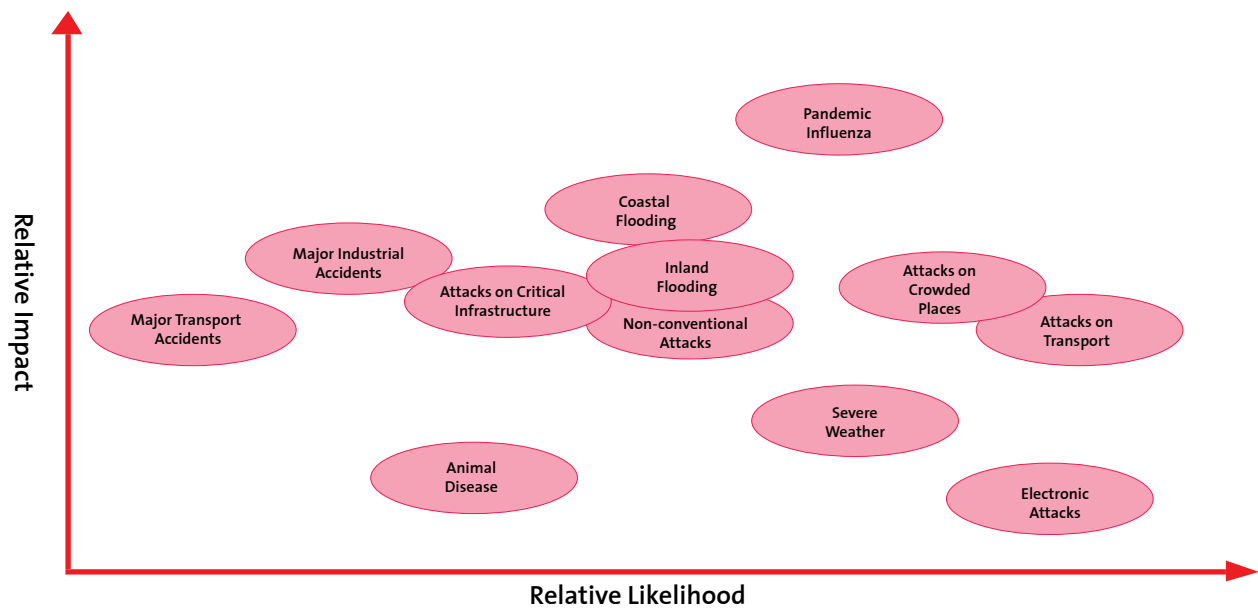 Pandemic
Influenza
Coastal
Flooding
Major Industrial
Accidents
Inland
Flooding
Attacks on
Crowded
Places
Attacks on Critical
Infrastructure
Major Transport
Accidents
Non-conventional
Attacks
Attacks on
Transport
Severe
Weather
Animal
Disease
Electronic
Attacks
Relative Impact
Relative Likelihood